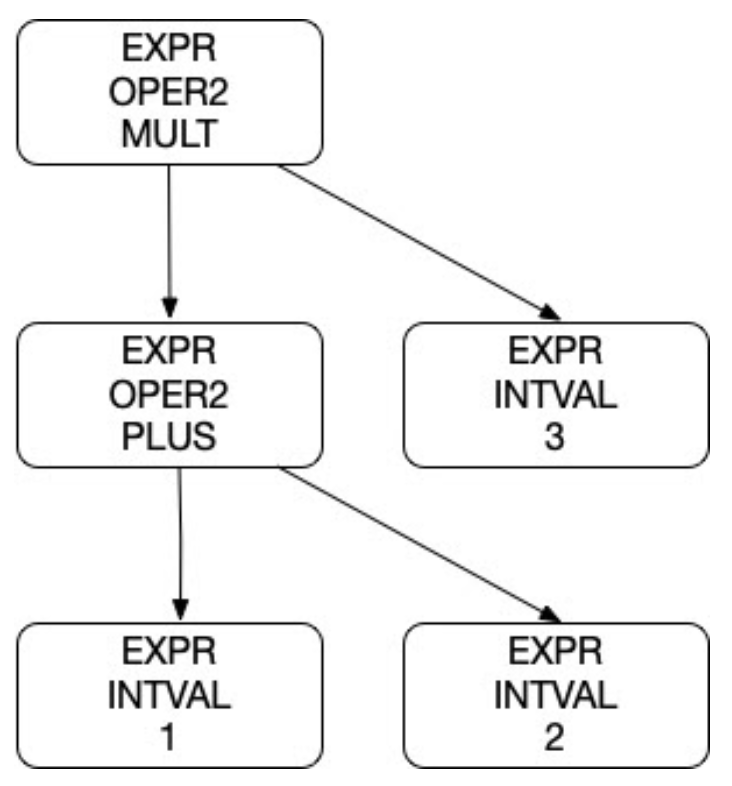 EXPR
OPER2
MULT
EXPR
OPER2
PLUS
EXPR
INTVAL
3
EXPR
INTVAL
1
EXPR
INTVAL
2